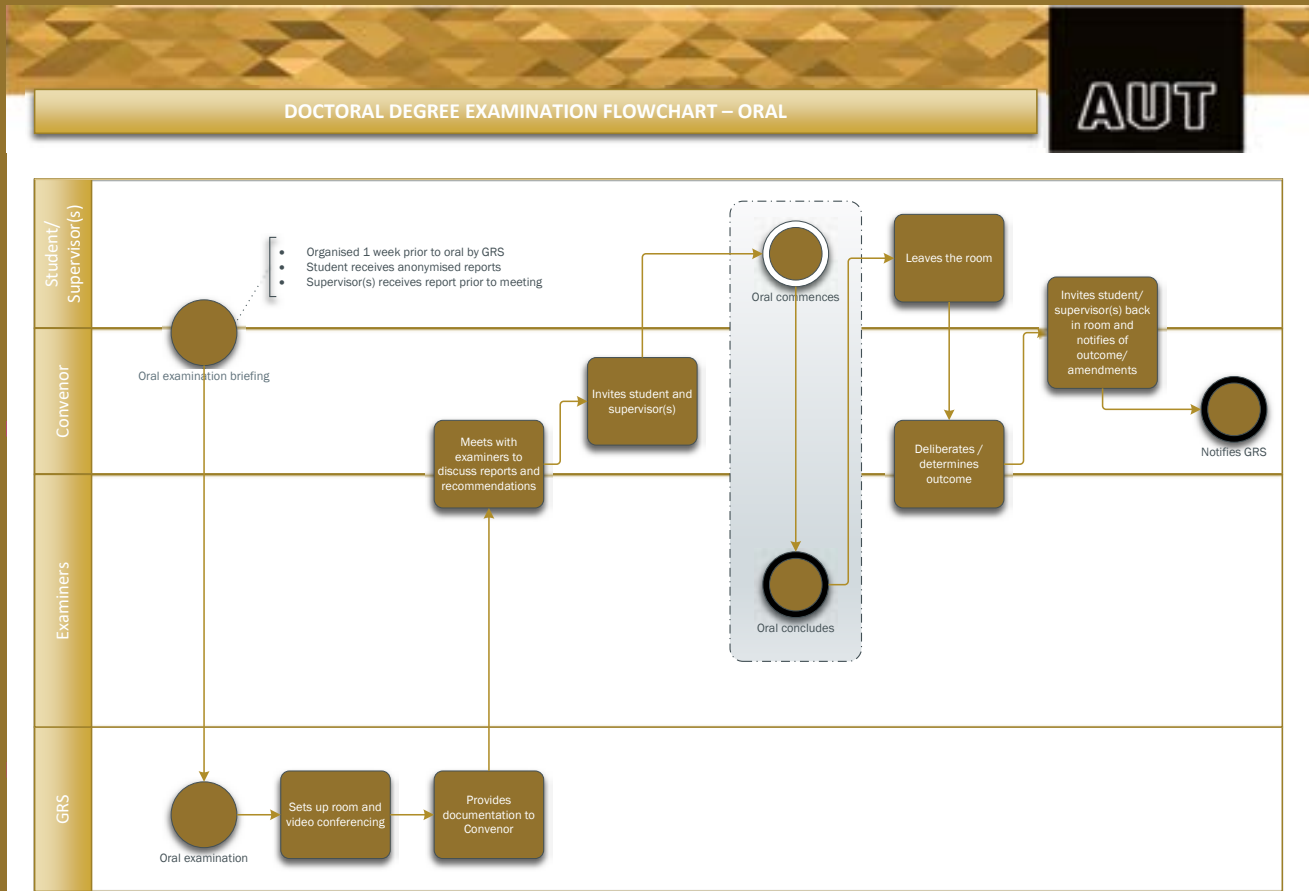 AUT
DOCTORAL DEGREE EXAMINATION FLOWCHART – ORAL
Student/
Supervisor(s)
• Organised 1 week prior to oral by GRS
• Student receives anonymised reports
• Supervisor(s) receives report prior to meeting
Oral commences
Leaves the room
Invites student/
supervisor(s) back
in room and
notifies of
outcome/
amendments
Convenor
Oral examination briefing
Invites student and
supervisor(s)
Meets with
examiners to
discuss reports and
recommendations
Deliberates /
determines
outcome
Notifies GRS
Examiners
Oral concludes
GRS
Oral examination
Sets up room and
video conferencing
Provides
documentation to
Convenor